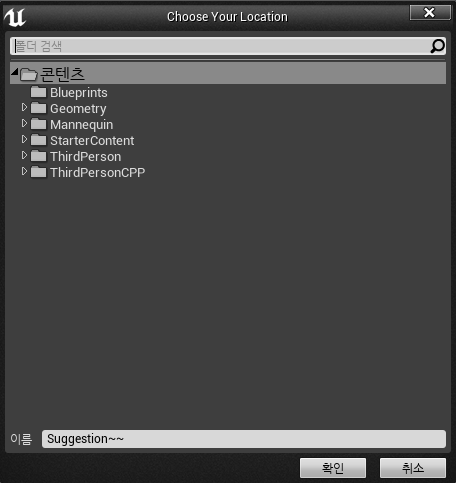 Choose Your Location
폴더 검색
콘텐츠
Blueprints
Geometry
Mannequin
StarterContent
ThirdPerson
ThirdPersonCPP
이름 Suggestion~~
확인 취소